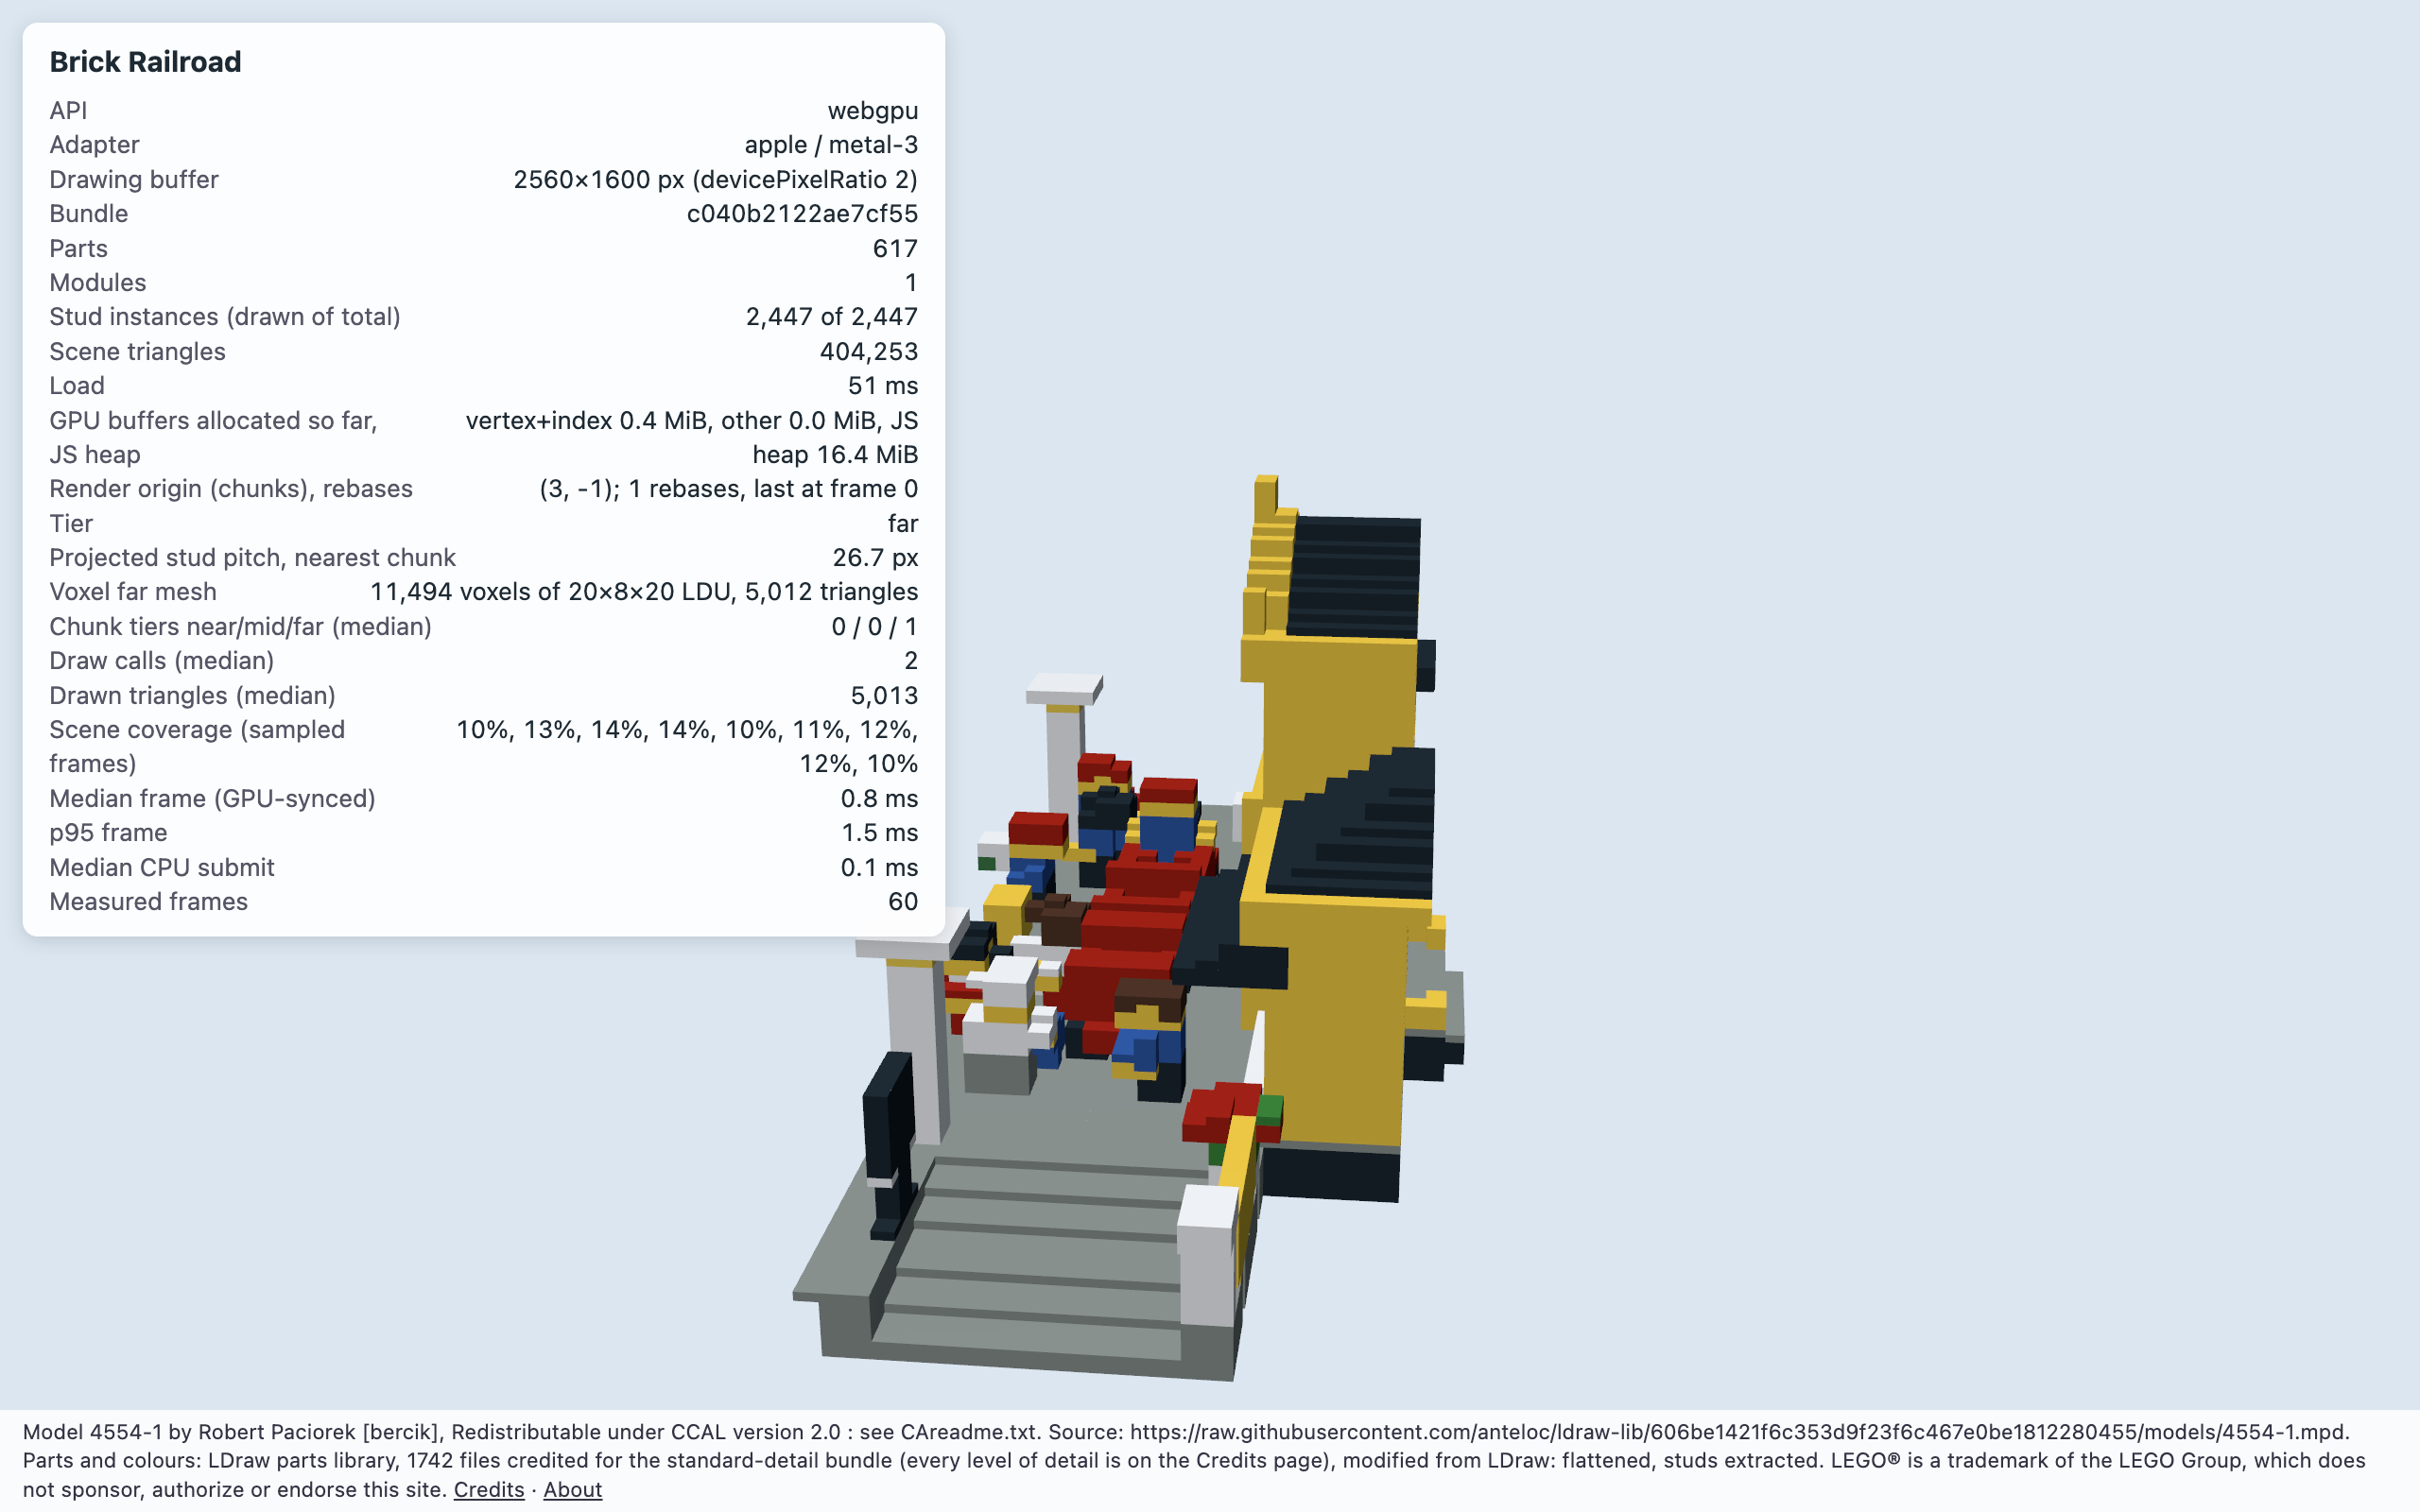 Brick Railroad
API webgpu
Adapter apple / metal-3
Drawing buffer 2560×1600 px (devicePixelRatio 2)
Bundle c040b2122ae7cf55
Parts 617
Modules 1
Stud instances (drawn of total) 2,447 of 2,447
Scene triangles 404,253
Load 51 ms
GPU buffers allocated so far, vertex+index 0.4 MiB, other 0.0 MiB, JS
JS heap heap 16.4 MiB
Render origin (chunks), rebases (3, -1); 1 rebases, last at frame 0
Tier far
Projected stud pitch, nearest chunk 26.7 px
Voxel far mesh 11,494 voxels of 20×8×20 LDU, 5,012 triangles
Chunk tiers near/mid/far (median) 0 / 0 / 1
Draw calls (median) 2
Drawn triangles (median) 5,013
Scene coverage (sampled 10%, 13%, 14%, 14%, 10%, 11%, 12%,
frames) 12%, 10%
Median frame (GPU-synced) 0.8 ms
p95 frame 1.5 ms
Median CPU submit 0.1 ms
Measured frames 60
Model 4554-1 by Robert Paciorek [bercik], Redistributable under CCAL version 2.0 : see CAreadme.txt. Source: https://raw.githubusercontent.com/anteloc/ldraw-lib/606be1421f6c353d9f23f6c467e0be1812280455/models/4554-1.mpd.
Parts and colours: LDraw parts library, 1742 files credited for the standard-detail bundle (every level of detail is on the Credits page), modified from LDraw: flattened, studs extracted. LEGO® is a trademark of the LEGO Group, which does
not sponsor, authorize or endorse this site. Credits · About